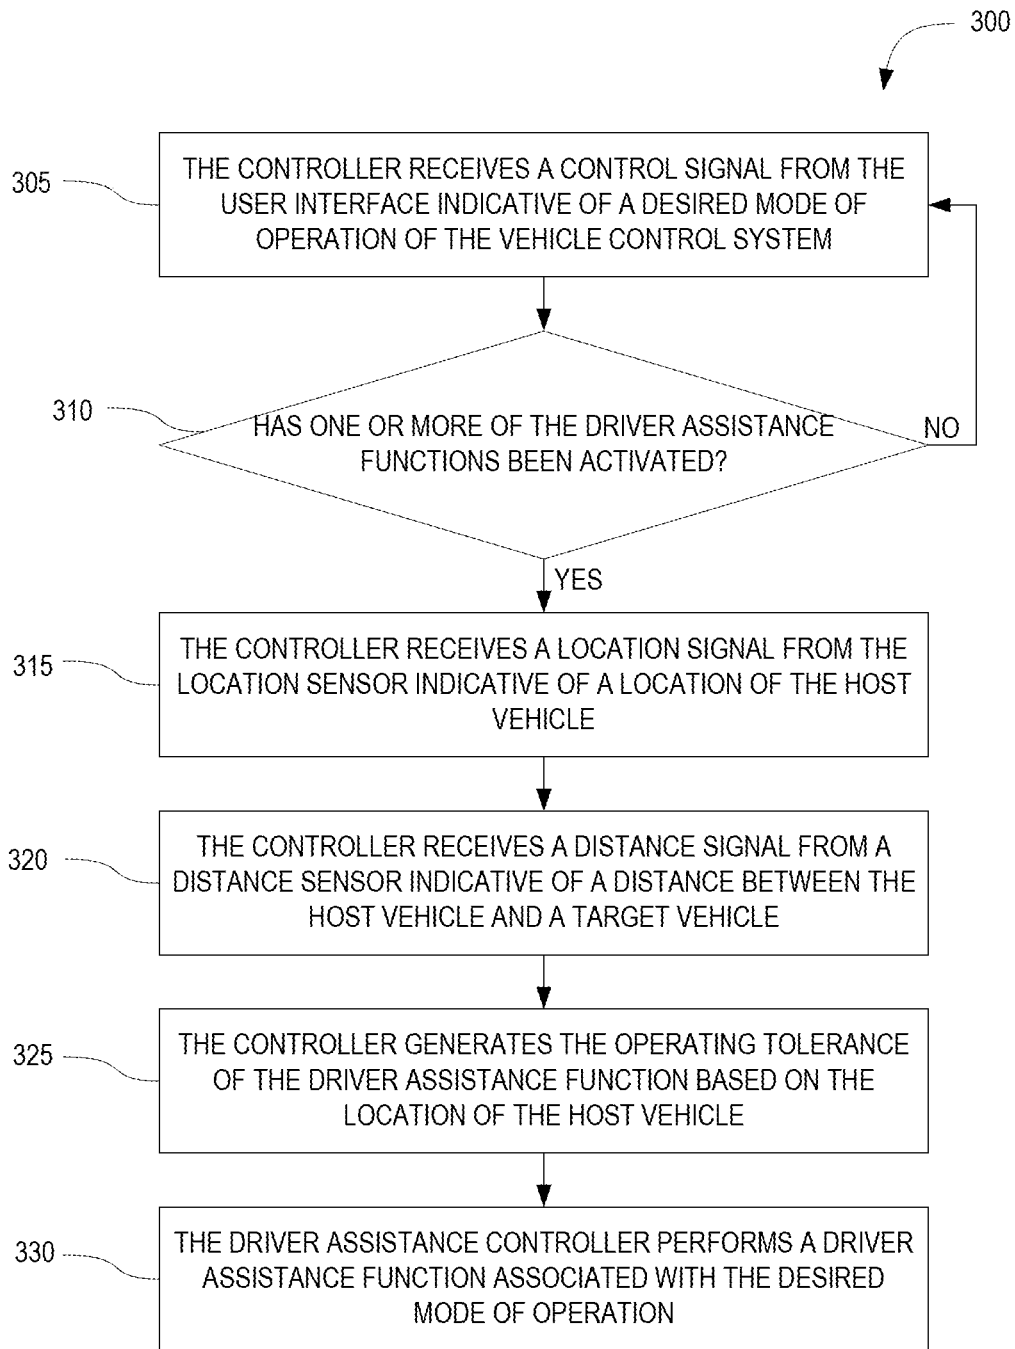 300
305
THE CONTROLLER RECEIVES A CONTROL SIGNAL FROM THE
USER INTERFACE INDICATIVE OF A DESIRED MODE OF
OPERATION OF THE VEHICLE CONTROL SYSTEM
310
HAS ONE OR MORE OF THE DRIVER ASSISTANCE
FUNCTIONS BEEN ACTIVATED?
NO
YES
315
THE CONTROLLER RECEIVES A LOCATION SIGNAL FROM THE
LOCATION SENSOR INDICATIVE OF A LOCATION OF THE HOST
VEHICLE
320
THE CONTROLLER RECEIVES A DISTANCE SIGNAL FROM A
DISTANCE SENSOR INDICATIVE OF A DISTANCE BETWEEN THE
HOST VEHICLE AND A TARGET VEHICLE
325
THE CONTROLLER GENERATES THE OPERATING TOLERANCE
OF THE DRIVER ASSISTANCE FUNCTION BASED ON THE
LOCATION OF THE HOST VEHICLE
330
THE DRIVER ASSISTANCE CONTROLLER PERFORMS A DRIVER
ASSISTANCE FUNCTION ASSOCIATED WITH THE DESIRED
MODE OF OPERATION